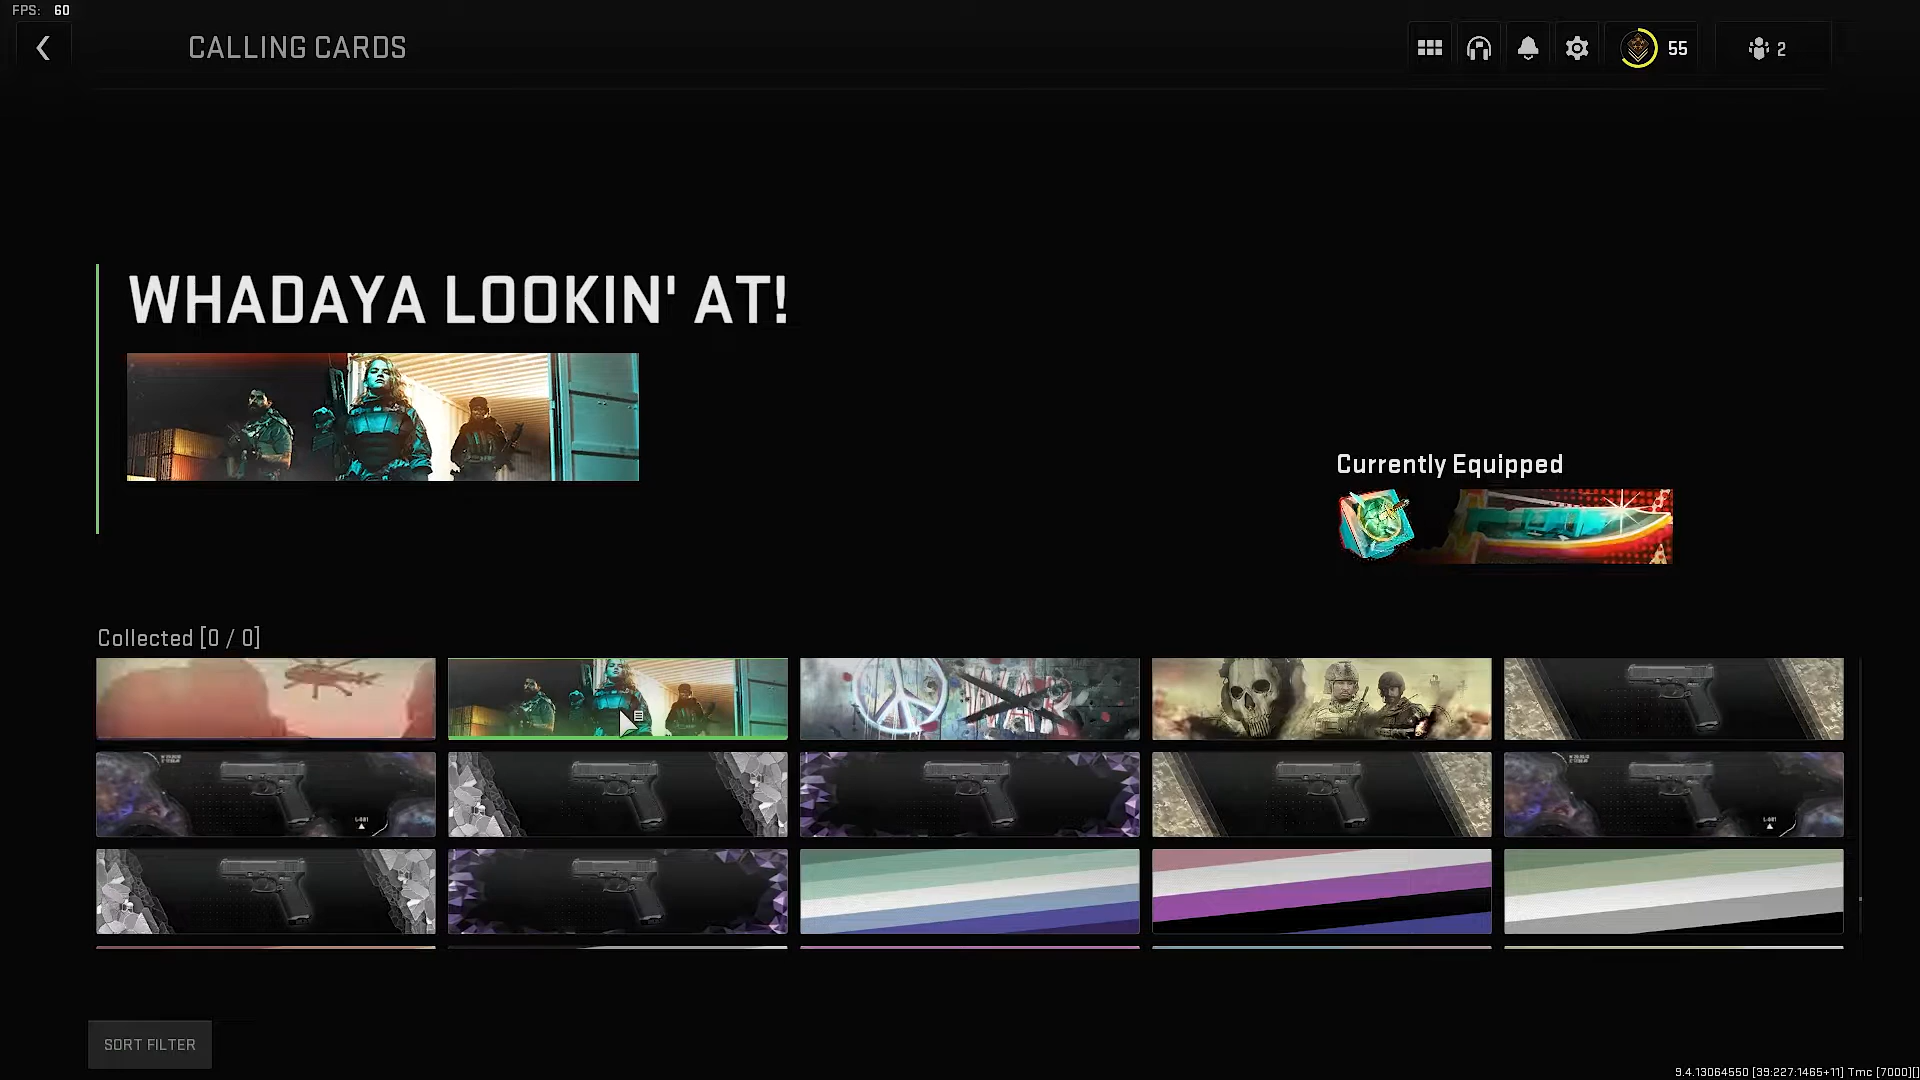 FPS: 60
CALLING CARDS
55
2
WHADAYA LOOKIN' AT!
Currently Equipped
Collected [0 / 0]
WAR
SORT FILTER
9.4.13064550 [39:227:1465+11] Tmc [7000][]